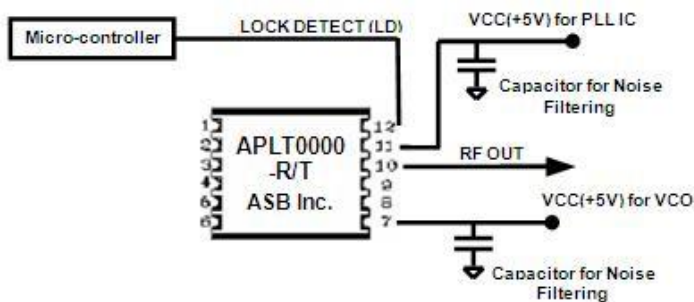 VCC(+5V) for PLL IC
LOCK DETECT (LD)
Micro-controller
Capacitor for Noise
Filtering
1
2
3
4
5
6
APLT0000
-R/T
ASB Inc.
12
11
10
9
8
7
RF OUT
VCC(+5V) for VCO
Capacitor for Noise
Filtering